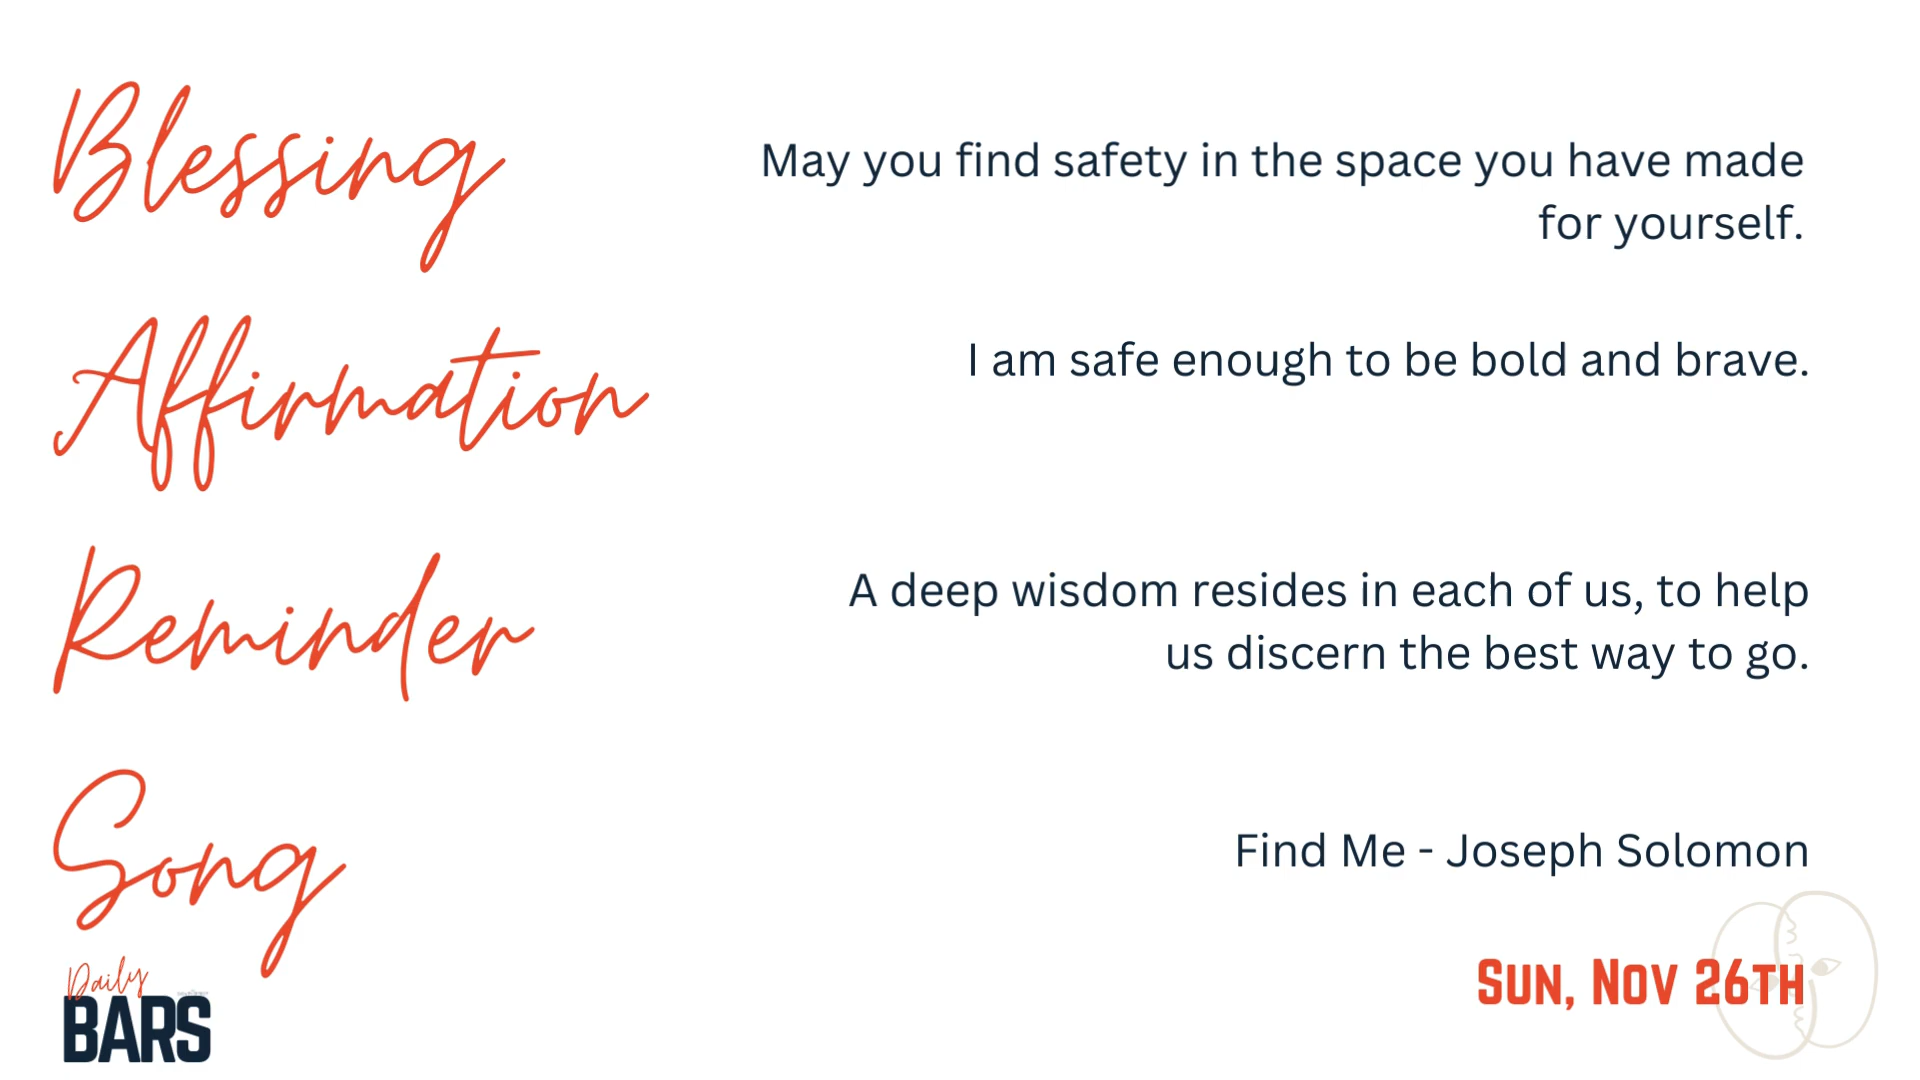 Blessing
May you find safety in the space you have made
for yourself.
Affirmation
I am safe enough to be bold and brave.
Reminder
A deep wisdom resides in each of us, to help
us discern the best way to go.
Song
Find Me - Joseph Solomon
Sun, Nov 26th
Daily
BARS